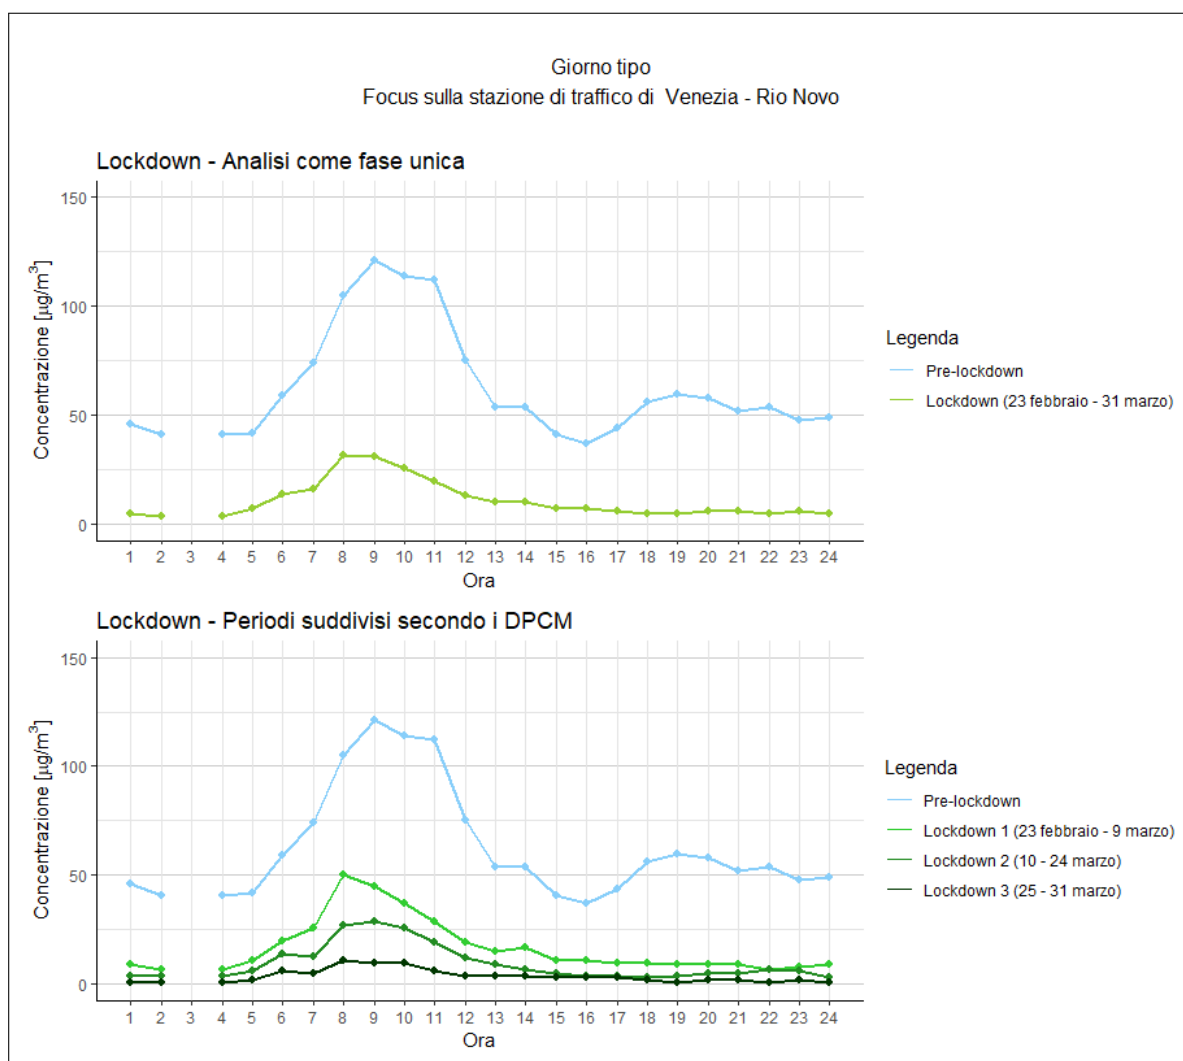 Giorno tipo
Focus sulla stazione di traffico di Venezia - Rio Novo
Lockdown - Analisi come fase unica
150
100
50
0
Concentrazione [µg/m³]
1 2 3 4 5 6 7 8 9 10 11 12 13 14 15 16 17 18 19 20 21 22 23 24
Ora
Legenda
Pre-lockdown
Lockdown (23 febbraio - 31 marzo)
Lockdown - Periodi suddivisi secondo i DPCM
150
100
50
0
Concentrazione [µg/m³]
1 2 3 4 5 6 7 8 9 10 11 12 13 14 15 16 17 18 19 20 21 22 23 24
Ora
Legenda
Pre-lockdown
Lockdown 1 (23 febbraio - 9 marzo)
Lockdown 2 (10 - 24 marzo)
Lockdown 3 (25 - 31 marzo)